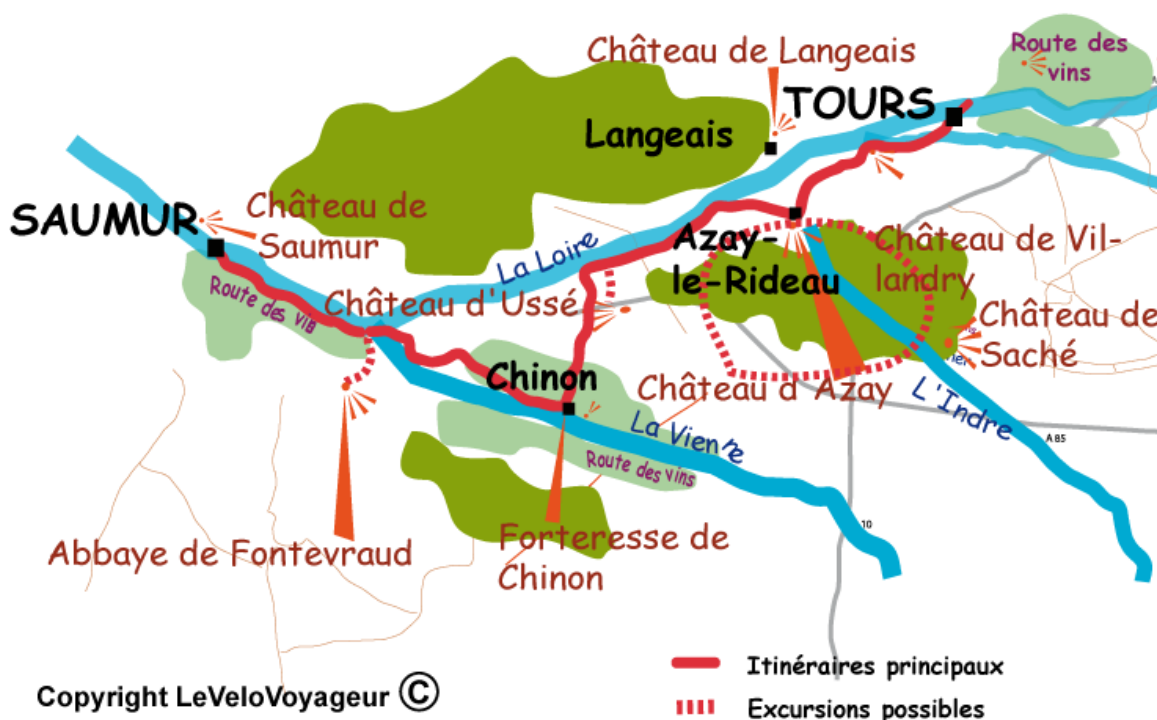 Château de Langeais
Route des
vins
TOURS
Langeais
SAUMUR
Château de
Saumur
La Loire
Azay-
le-Rideau
Château de Vil-
landry
Route des vis
Château d'Ussé
Château de
Saché
Chinon
Château d Azay
L'Indre
La Vienne
A85
Route des vins
10
Abbaye de Fontevraud
Forteresse de
Chinon
Itinéraires principaux
Copyright LeVeloVoyageur ©
Excursions possibles